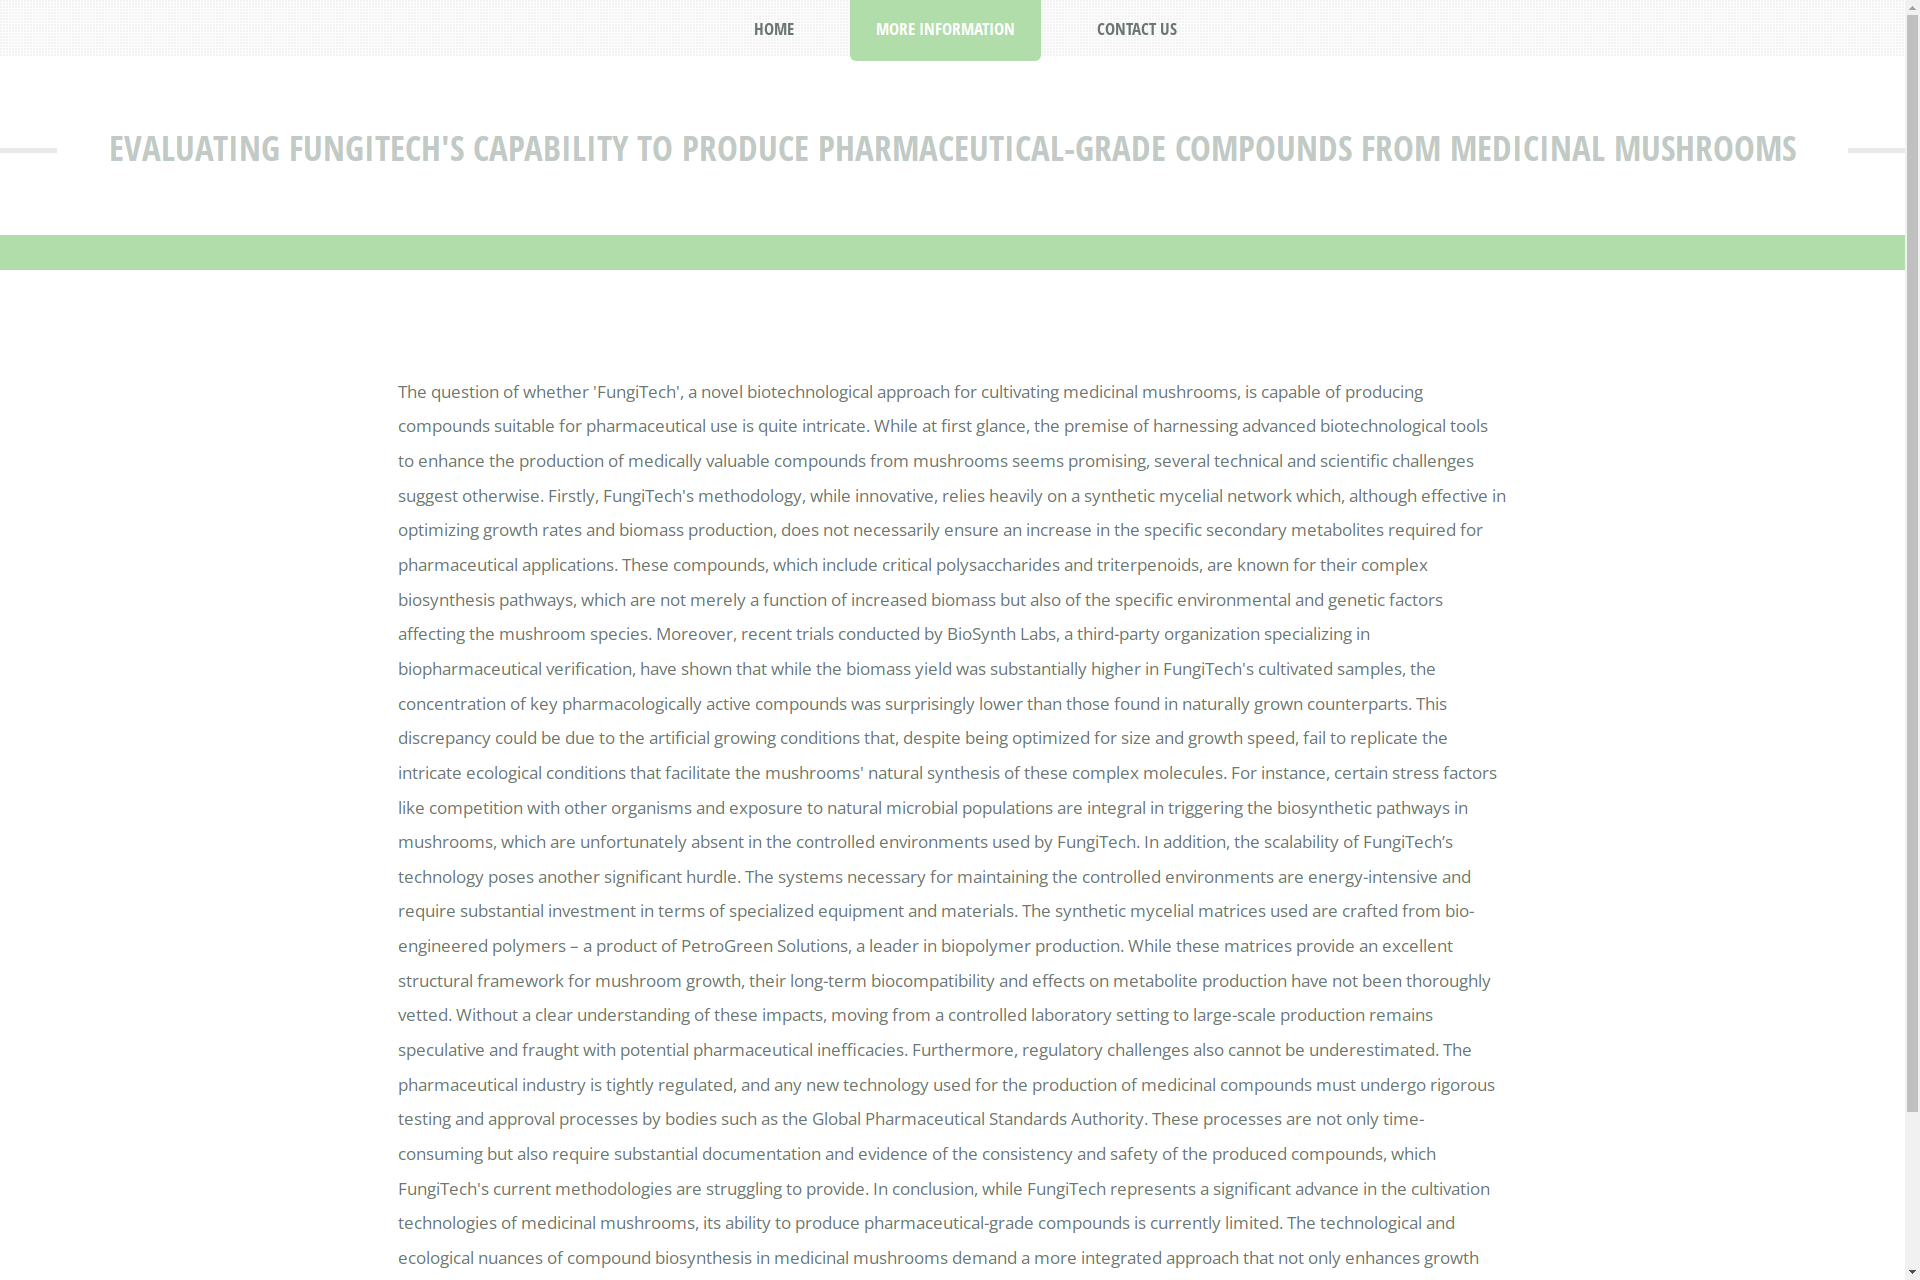 HOME
MORE INFORMATION
CONTACT US
EVALUATING FUNGITECH'S CAPABILITY TO PRODUCE PHARMACEUTICAL-GRADE COMPOUNDS FROM MEDICINAL MUSHROOMS
The question of whether 'FungiTech', a novel biotechnological approach for cultivating medicinal mushrooms, is capable of producing
compounds suitable for pharmaceutical use is quite intricate. While at first glance, the premise of harnessing advanced biotechnological tools
to enhance the production of medically valuable compounds from mushrooms seems promising, several technical and scientific challenges
suggest otherwise. Firstly, FungiTech's methodology, while innovative, relies heavily on a synthetic mycelial network which, although effective in
optimizing growth rates and biomass production, does not necessarily ensure an increase in the specific secondary metabolites required for
pharmaceutical applications. These compounds, which include critical polysaccharides and triterpenoids, are known for their complex
biosynthesis pathways, which are not merely a function of increased biomass but also of the specific environmental and genetic factors
affecting the mushroom species. Moreover, recent trials conducted by BioSynth Labs, a third-party organization specializing in
biopharmaceutical verification, have shown that while the biomass yield was substantially higher in FungiTech's cultivated samples, the
concentration of key pharmacologically active compounds was surprisingly lower than those found in naturally grown counterparts. This
discrepancy could be due to the artificial growing conditions that, despite being optimized for size and growth speed, fail to replicate the
intricate ecological conditions that facilitate the mushrooms' natural synthesis of these complex molecules. For instance, certain stress factors
like competition with other organisms and exposure to natural microbial populations are integral in triggering the biosynthetic pathways in
mushrooms, which are unfortunately absent in the controlled environments used by FungiTech. In addition, the scalability of FungiTech’s
technology poses another significant hurdle. The systems necessary for maintaining the controlled environments are energy-intensive and
require substantial investment in terms of specialized equipment and materials. The synthetic mycelial matrices used are crafted from bio-
engineered polymers – a product of PetroGreen Solutions, a leader in biopolymer production. While these matrices provide an excellent
structural framework for mushroom growth, their long-term biocompatibility and effects on metabolite production have not been thoroughly
vetted. Without a clear understanding of these impacts, moving from a controlled laboratory setting to large-scale production remains
speculative and fraught with potential pharmaceutical inefficacies. Furthermore, regulatory challenges also cannot be underestimated. The
pharmaceutical industry is tightly regulated, and any new technology used for the production of medicinal compounds must undergo rigorous
testing and approval processes by bodies such as the Global Pharmaceutical Standards Authority. These processes are not only time-
consuming but also require substantial documentation and evidence of the consistency and safety of the produced compounds, which
FungiTech's current methodologies are struggling to provide. In conclusion, while FungiTech represents a significant advance in the cultivation
technologies of medicinal mushrooms, its ability to produce pharmaceutical-grade compounds is currently limited. The technological and
ecological nuances of compound biosynthesis in medicinal mushrooms demand a more integrated approach that not only enhances growth